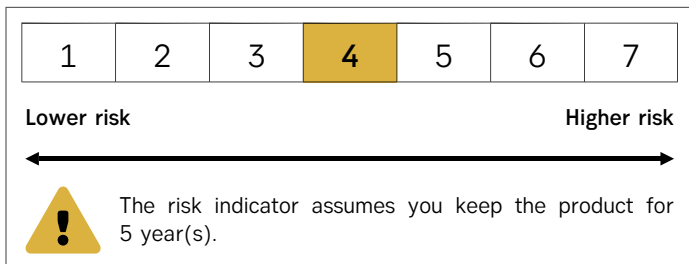 1 2 3 4 5 6 7
Lower risk Higher risk
! The risk indicator assumes you keep the product for
5 year(s).